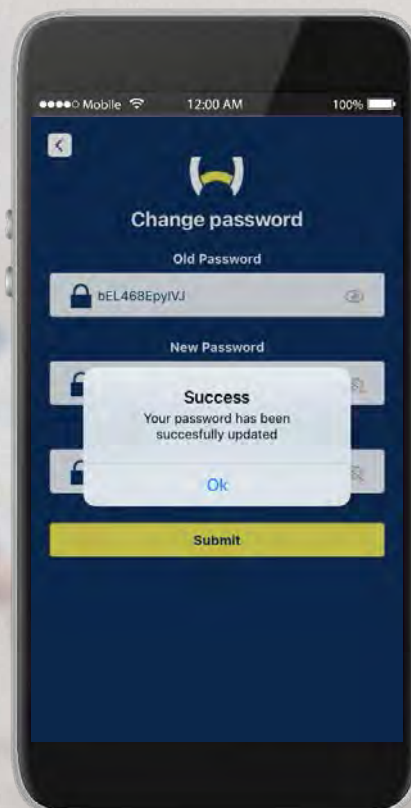 Mobile 12:00 AM 100%
Change password
Old Password
bEL468EpyIVJ
New Password
Success
Your password has been
succesfully updated
Ok
Submit